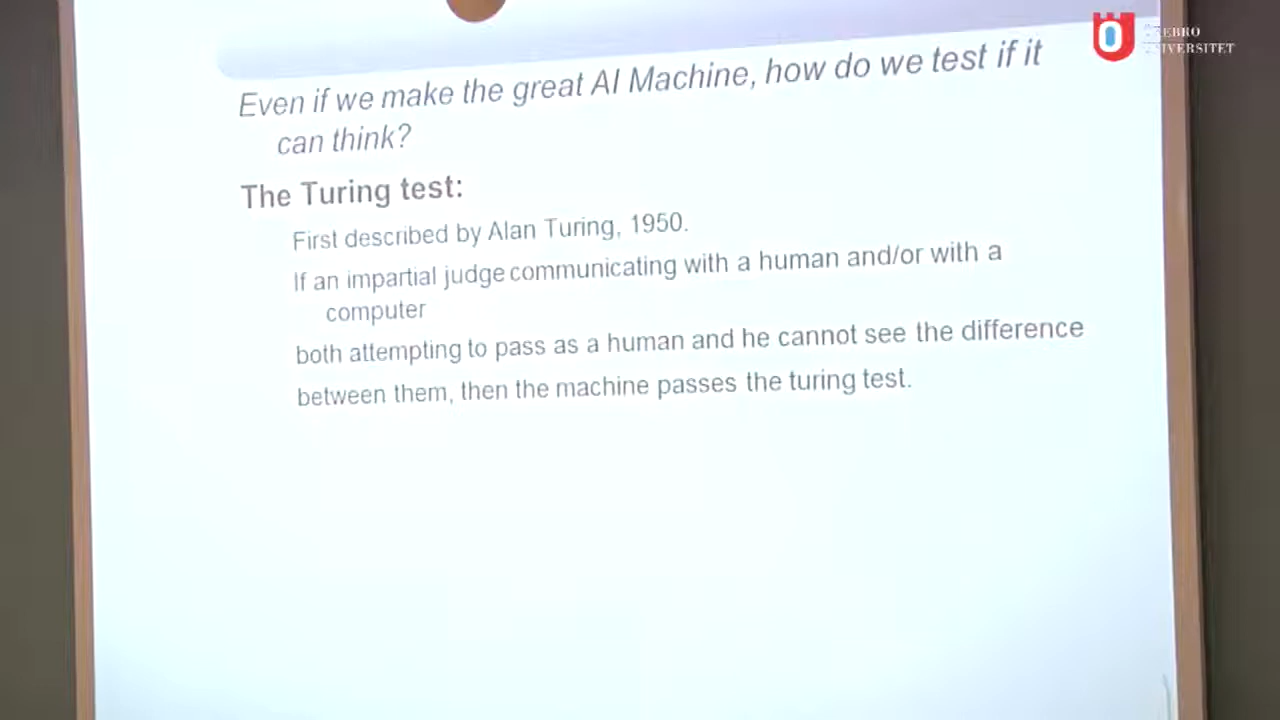 Even if we make the great AI Machine, how do we test if it
can think?
The Turing test:
First described by Alan Turing, 1950.
If an impartial judge communicating with a human and/or with a
computer
both attempting to pass as a human and he cannot see the difference
between them, then the machine passes the turing test.
ÖREBRO
UNIVERSITET